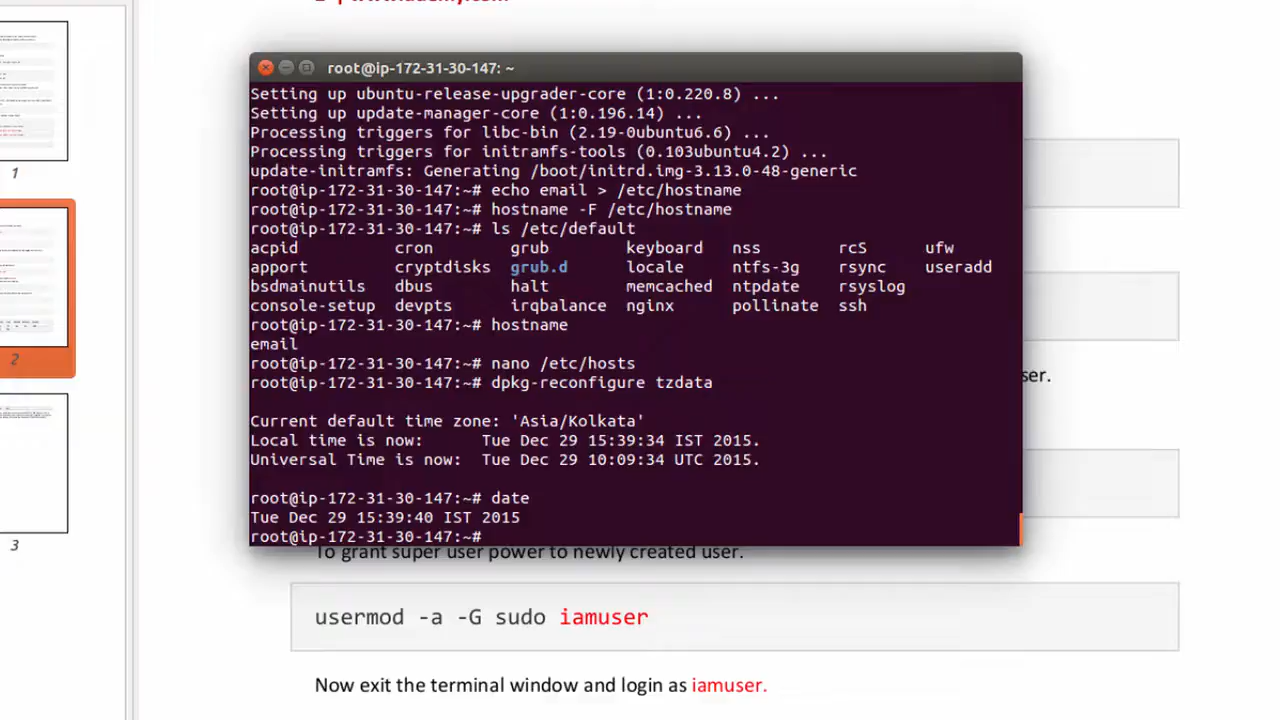 root@ip-172-31-30-147: ~
Setting up ubuntu-release-upgrader-core (1:0.220.8) ...
Setting up update-manager-core (1:0.196.14) ...
Processing triggers for libc-bin (2.19-0ubuntu6.6) ...
Processing triggers for initramfs-tools (0.103ubuntu4.2) ...
update-initramfs: Generating /boot/initrd.img-3.13.0-48-generic
root@ip-172-31-30-147:~# echo email > /etc/hostname
root@ip-172-31-30-147:~# hostname -F /etc/hostname
root@ip-172-31-30-147:~# ls /etc/default
acpid cron grub keyboard nss rcS ufw
apport cryptdisks grub.d locale ntfs-3g rsync useradd
bsdmainutils dbus halt memcached ntpdate rsyslog
console-setup devpts irqbalance nginx pollinate ssh
root@ip-172-31-30-147:~# hostname
email
root@ip-172-31-30-147:~# nano /etc/hosts
root@ip-172-31-30-147:~# dpkg-reconfigure tzdata
Current default time zone: 'Asia/Kolkata'
Local time is now: Tue Dec 29 15:39:34 IST 2015.
Universal Time is now: Tue Dec 29 10:09:34 UTC 2015.
root@ip-172-31-30-147:~# date
Tue Dec 29 15:39:40 IST 2015
root@ip-172-31-30-147:~#
To grant super user power to newly created user.
usermod -a -G sudo iamuser
Now exit the terminal window and login as iamuser.
1
2
3